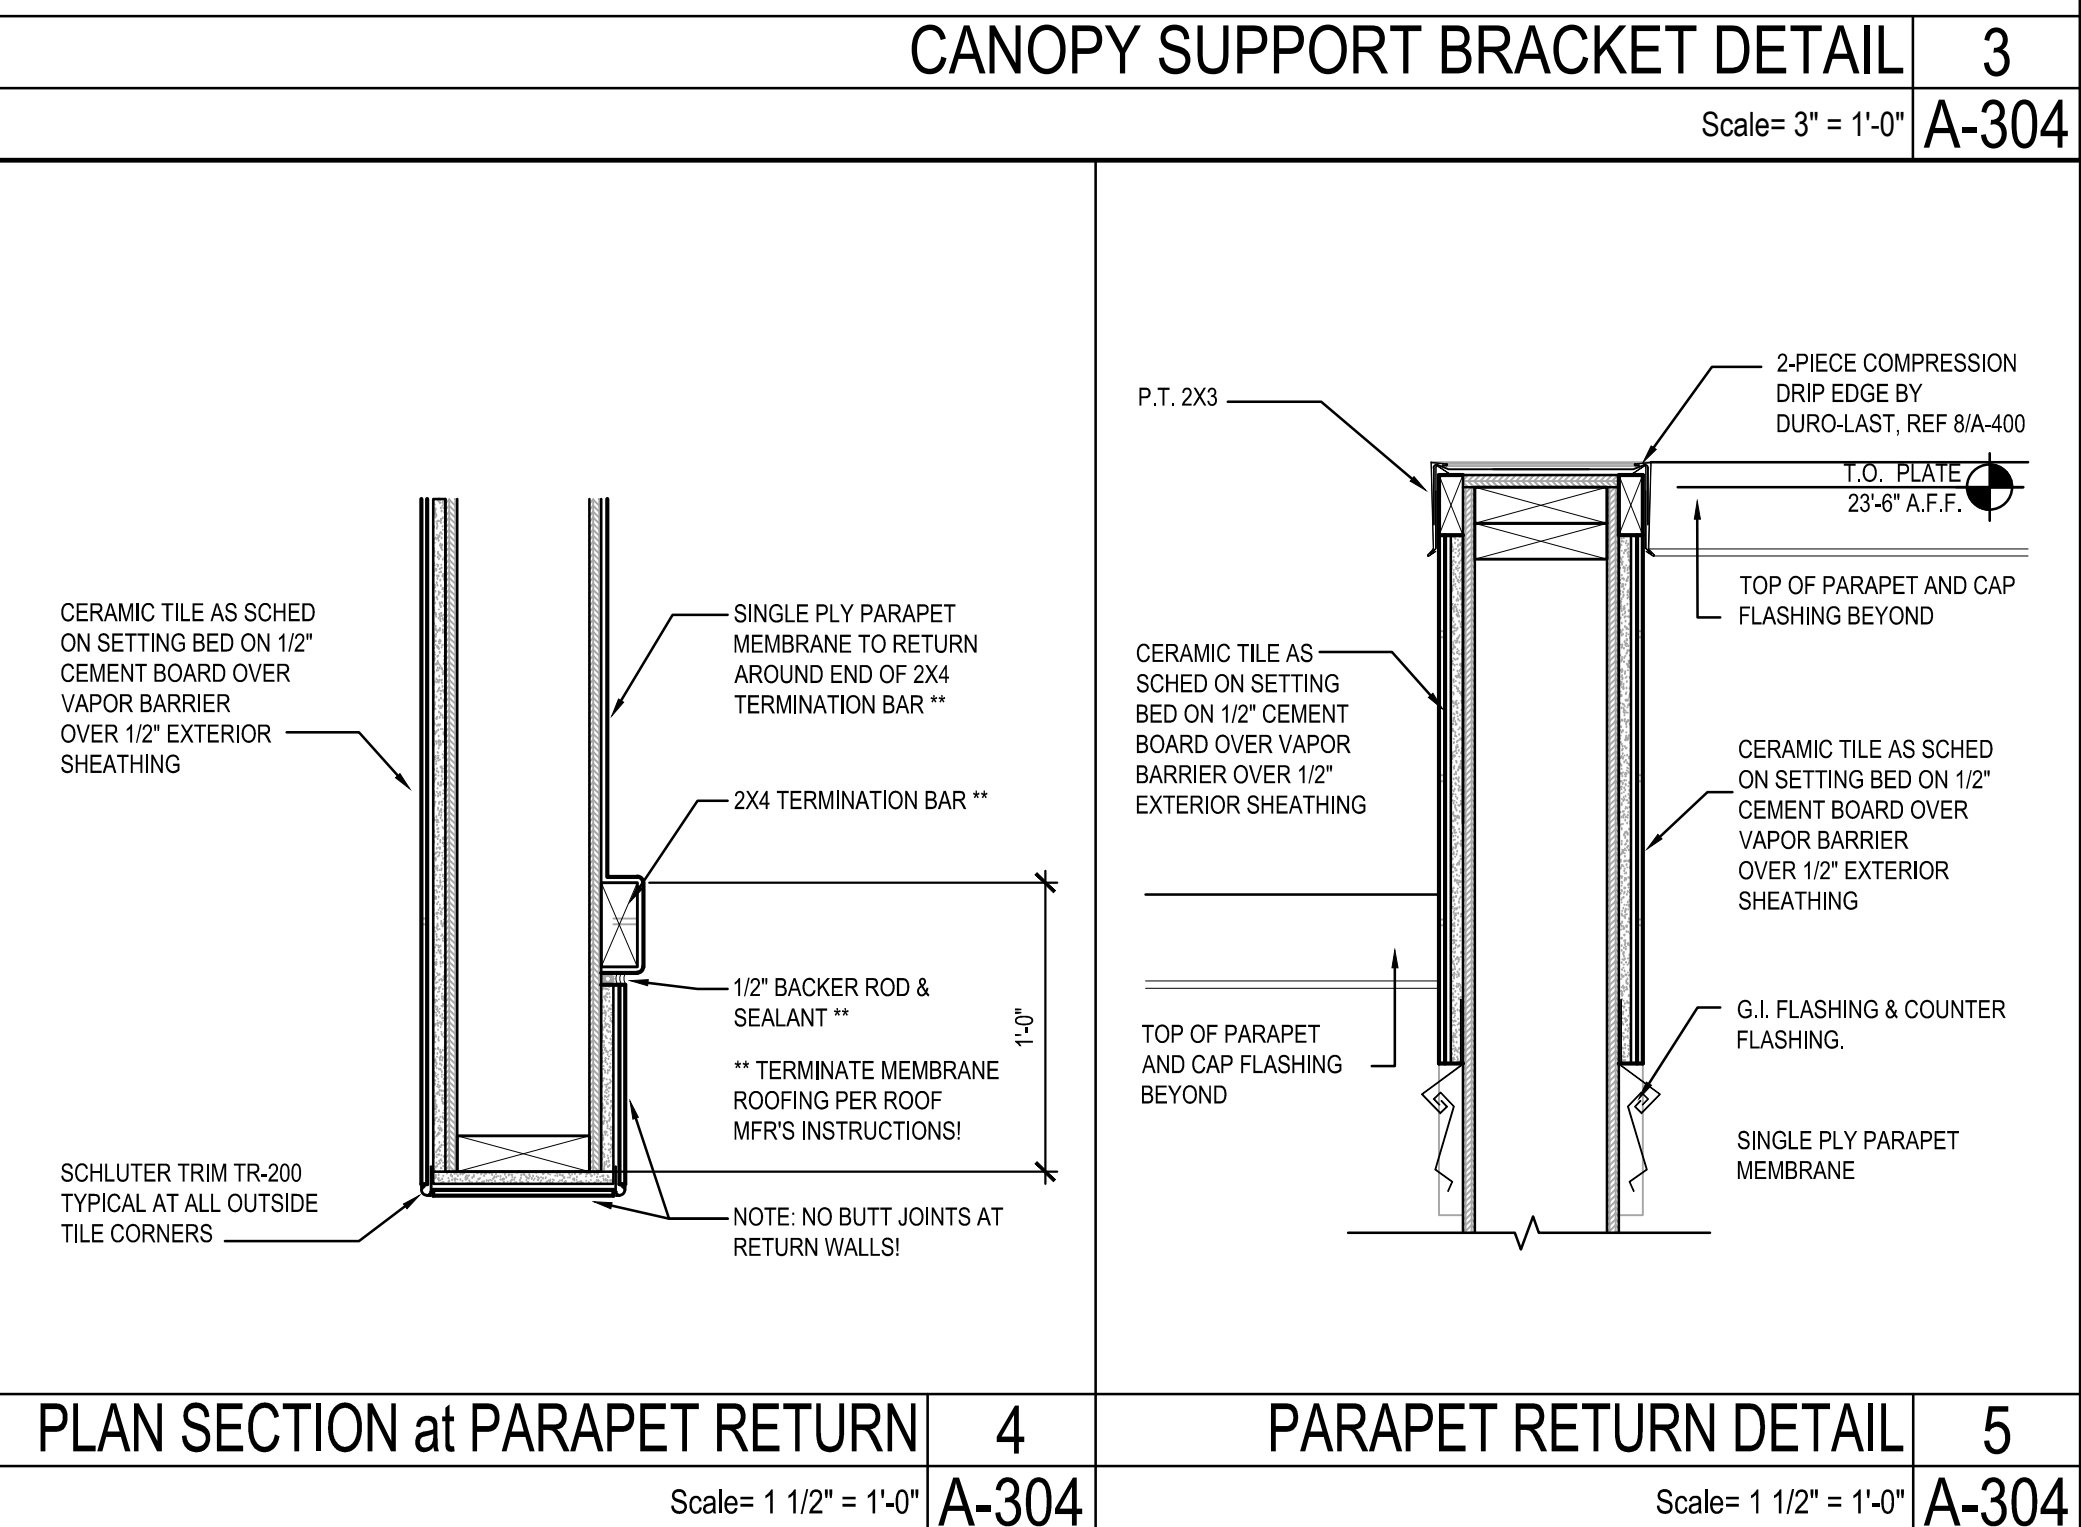 CANOPY SUPPORT BRACKET DETAIL
3
Scale= 3" = 1'-0"
A-304
CERAMIC TILE AS SCHED
ON SETTING BED ON 1/2"
CEMENT BOARD OVER
VAPOR BARRIER
OVER 1/2" EXTERIOR
SHEATHING
SCHLUTER TRIM TR-200
TYPICAL AT ALL OUTSIDE
TILE CORNERS
SINGLE PLY PARAPET
MEMBRANE TO RETURN
AROUND END OF 2X4
TERMINATION BAR **
2X4 TERMINATION BAR **
1/2" BACKER ROD &
SEALANT **
** TERMINATE MEMBRANE
ROOFING PER ROOF
MFR'S INSTRUCTIONS!
NOTE: NO BUTT JOINTS AT
RETURN WALLS!
1'-0"
PLAN SECTION at PARAPET RETURN
4
Scale= 1 1/2" = 1'-0"
A-304
P.T. 2X3
CERAMIC TILE AS
SCHED ON SETTING
BED ON 1/2" CEMENT
BOARD OVER VAPOR
BARRIER OVER 1/2"
EXTERIOR SHEATHING
TOP OF PARAPET
AND CAP FLASHING
BEYOND
2-PIECE COMPRESSION
DRIP EDGE BY
DURO-LAST, REF 8/A-400
T.O. PLATE
23'-6" A.F.F.
TOP OF PARAPET AND CAP
FLASHING BEYOND
CERAMIC TILE AS SCHED
ON SETTING BED ON 1/2"
CEMENT BOARD OVER
VAPOR BARRIER
OVER 1/2" EXTERIOR
SHEATHING
G.I. FLASHING & COUNTER
FLASHING.
SINGLE PLY PARAPET
MEMBRANE
PARAPET RETURN DETAIL
5
Scale= 1 1/2" = 1'-0"
A-304